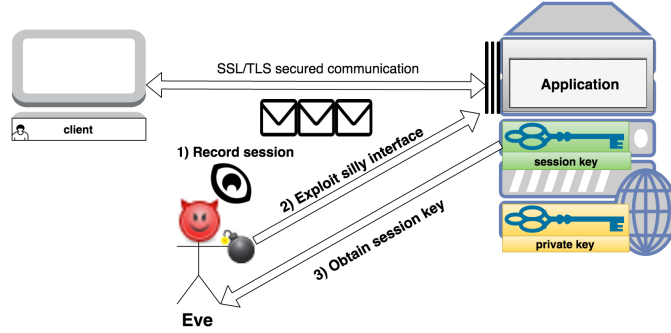 SSL/TLS secured communication
Application
client
1) Record session
2) Exploit silly interface
session key
3) Obtain session key
private key
Eve